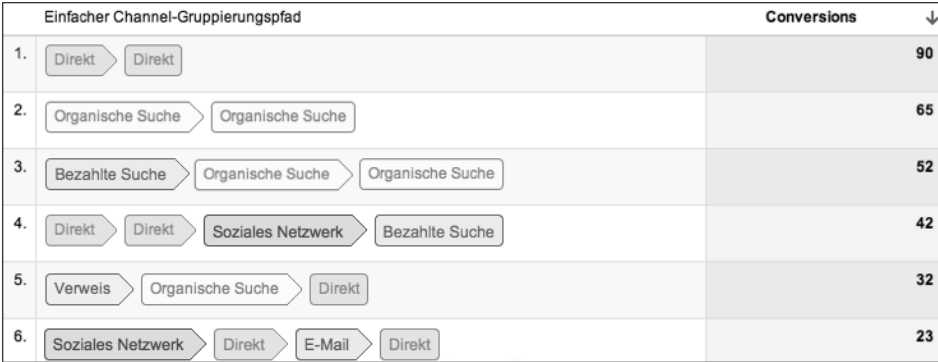 Einfacher Channel-Gruppierungspfad Conversions ↓
1. Direkt Direkt 90
2. Organische Suche Organische Suche 65
3. Bezahlte Suche Organische Suche Organische Suche 52
4. Direkt Direkt Soziales Netzwerk Bezahlte Suche 42
5. Verweis Organische Suche Direkt 32
6. Soziales Netzwerk Direkt E-Mail Direkt 23